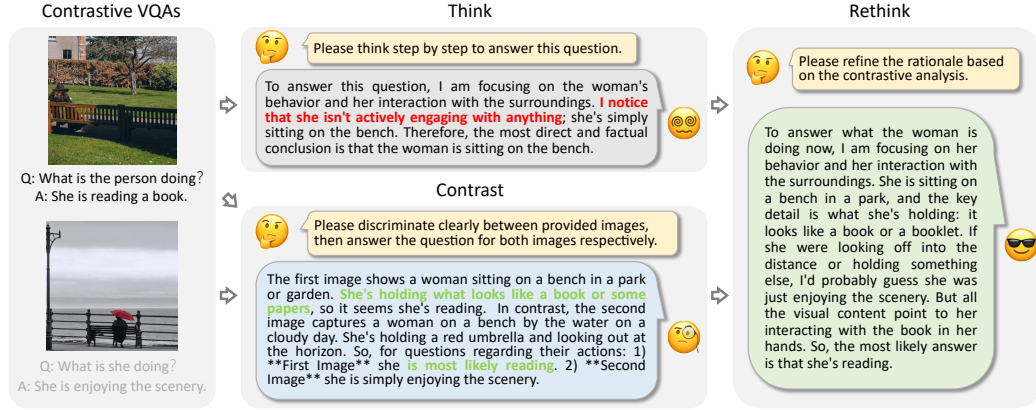 Contrastive VQAs
Q: What is the person doing?
A: She is reading a book.
Q: What is she doing?
A: She is enjoying the scenery.
Think
Please think step by step to answer this question.
To answer this question, I am focusing on the woman's
behavior and her interaction with the surroundings. I notice
that she isn't actively engaging with anything; she's simply
sitting on the bench. Therefore, the most direct and factual
conclusion is that the woman is sitting on the bench.
Contrast
Please discriminate clearly between provided images,
then answer the question for both images respectively.
The first image shows a woman sitting on a bench in a park
or garden. She's holding what looks like a book or some
papers, so it seems she's reading. In contrast, the second
image captures a woman on a bench by the water on a
cloudy day. She's holding a red umbrella and looking out at
the horizon. So, for questions regarding their actions: 1)
**First Image** she is most likely reading. 2) **Second
Image** she is simply enjoying the scenery.
Rethink
Please refine the rationale based
on the contrastive analysis.
To answer what the woman is
doing now, I am focusing on her
behavior and her interaction with
the surroundings. She is sitting on
a bench in a park, and the key
detail is what she's holding: it
looks like a book or a booklet. If
she were looking off into the
distance or holding something
else, I'd probably guess she was
just enjoying the scenery. But all
the visual content point to her
interacting with the book in her
hands. So, the most likely answer
is that she's reading.